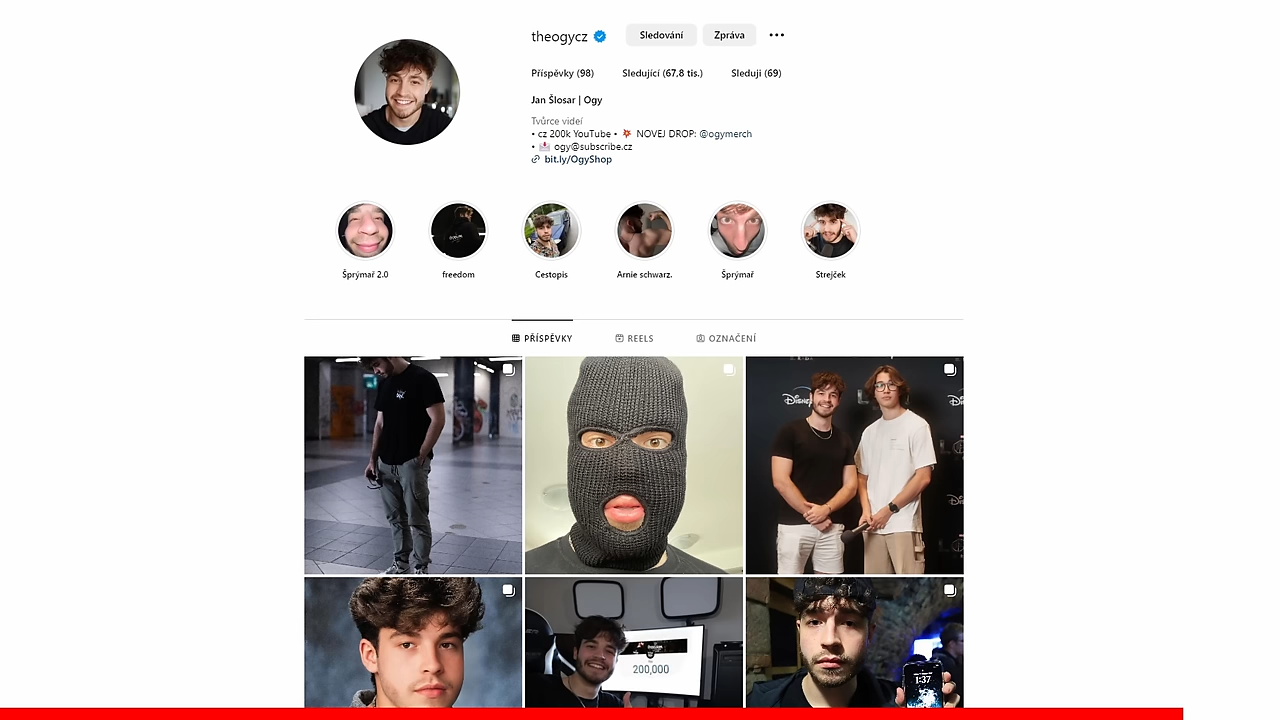 theogycz
Sledování
Zpráva
Příspěvky (98)
Sledující (67,8 tis.)
Sleduji (69)
Jan Šlosar | Ogy
Tvůrce videí
• cz 200k YouTube • 💥 NOVEJ DROP: @ogymerch
• 📩 ogy@subscribe.cz
bit.ly/OgyShop
Šprýmař 2.0
freedom
Cestopis
Arnie schwarz.
Šprýmař
Strejček
PŘÍSPĚVKY
REELS
OZNAČENÍ
200,000
1:37